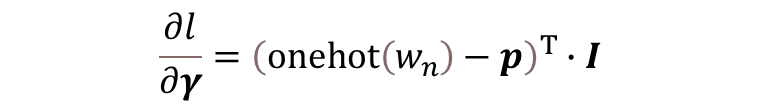 ∂l/∂γ = (onehot(wₙ) − p)ᵀ · I